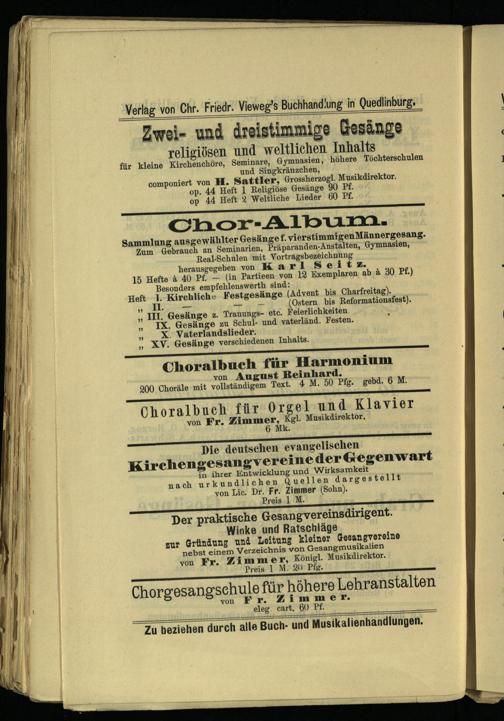 Verlag von Chr. Friedr. Vieweg's Buchhandlung in Quedlinburg.
Zwei- und dreistimmige Gesänge
religiösen und weltlichen Inhalts
für kleine Kirchenchöre, Seminare, Gymnasien, höhere Töchterschulen
und Singkränzchen,
componiert von H. Sattler, Grossherzogl. Musikdirektor.
op. 44 Heft 1 Religiöse Gesänge 90 Pf.
op 44 Heft 2 Weltliche Lieder 60 Pf.
Chor-Album.
Sammlung ausgewählter Gesänge f. vierstimmigen Männergesang.
Zum Gebrauch an Seminarien, Präparanden-Anstalten, Gymnasien,
Real-Schulen mit Vortragsbezeichnung
herausgegeben von Karl Seitz.
15 Hefte à 40 Pf. — (in Partieen von 12 Exemplaren ab à 30 Pf.)
Besonders empfehlenswerth sind:
Heft I. Kirchliche Festgesänge (Advent bis Charfreitag).
„ II. — — — (Ostern bis Reformationsfest).
„ III. Gesänge z. Trauungs- etc. Feierlichkeiten
„ IX. Gesänge zu Schul- und vaterländ. Festen.
„ X. Vaterlandslieder.
„ XV. Gesänge verschiedenen Inhalts.
Choralbuch für Harmonium
von August Reinhard.
200 Choräle mit vollständigem Text. 4 M. 50 Pfg. gebd. 6 M.
Choralbuch für Orgel und Klavier
von Fr. Zimmer, Kgl. Musikdirektor.
6 Mk.
Die deutschen evangelischen
Kirchengesangvereine der Gegenwart
in ihrer Entwicklung und Wirksamkeit
nach urkundlichen Quellen dargestellt
von Lic. Dr. Fr. Zimmer (Sohn).
Preis 1 M.
Der praktische Gesangvereinsdirigent.
Winke und Ratschläge
zur Gründung und Leitung kleiner Gesangvereine
nebst einem Verzeichnis von Gesangmusikalien
von Fr. Zimmer, Königl. Musikdirektor.
Preis 1 M. 20 Pfg.
Chorgesangschule für höhere Lehranstalten
von Fr. Zimmer.
eleg cart. 60 Pf.
Zu beziehen durch alle Buch- und Musikalienhandlungen.